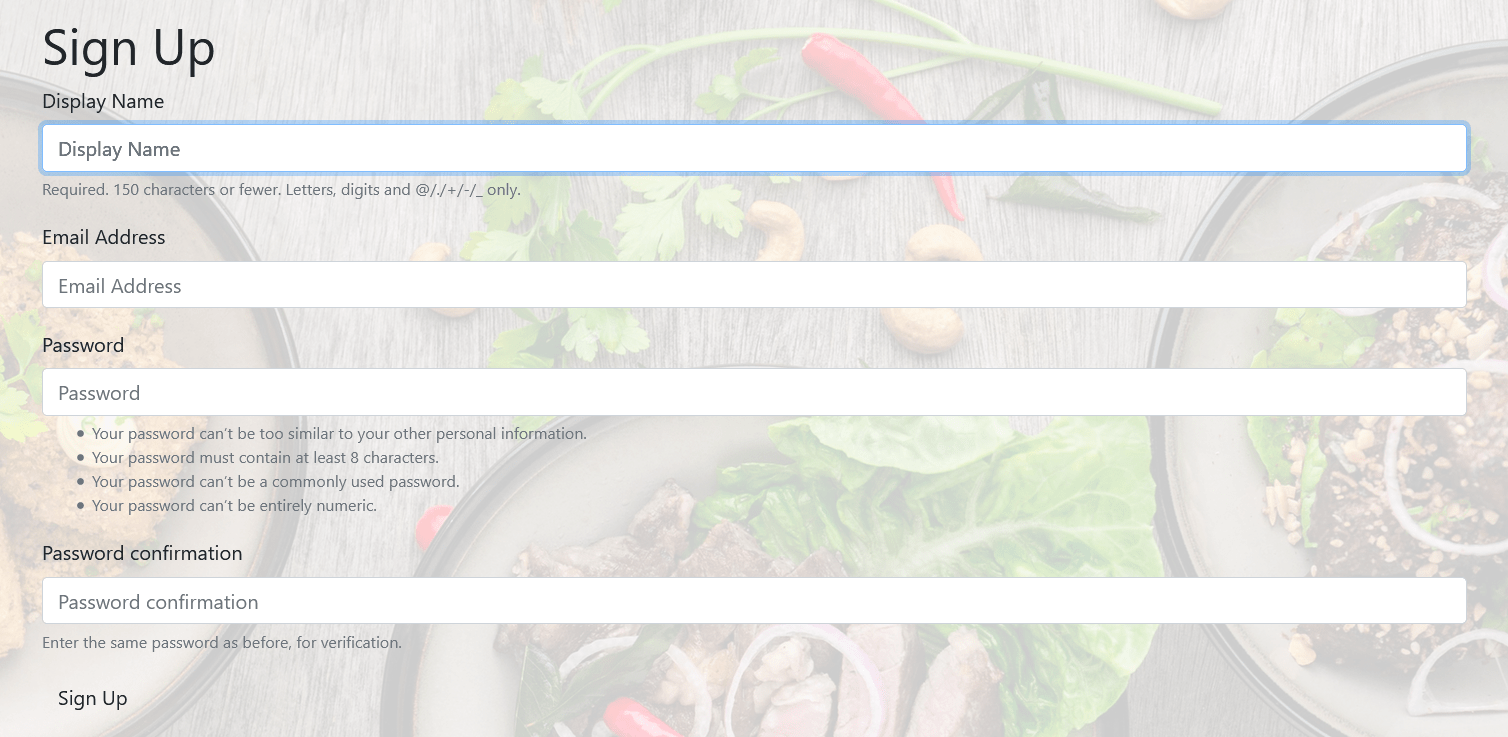 Sign Up
Display Name
Display Name
Required. 150 characters or fewer. Letters, digits and @/./+/-/_ only.
Email Address
Email Address
Password
Password
• Your password can’t be too similar to your other personal information.
• Your password must contain at least 8 characters.
• Your password can’t be a commonly used password.
• Your password can’t be entirely numeric.
Password confirmation
Password confirmation
Enter the same password as before, for verification.
Sign Up